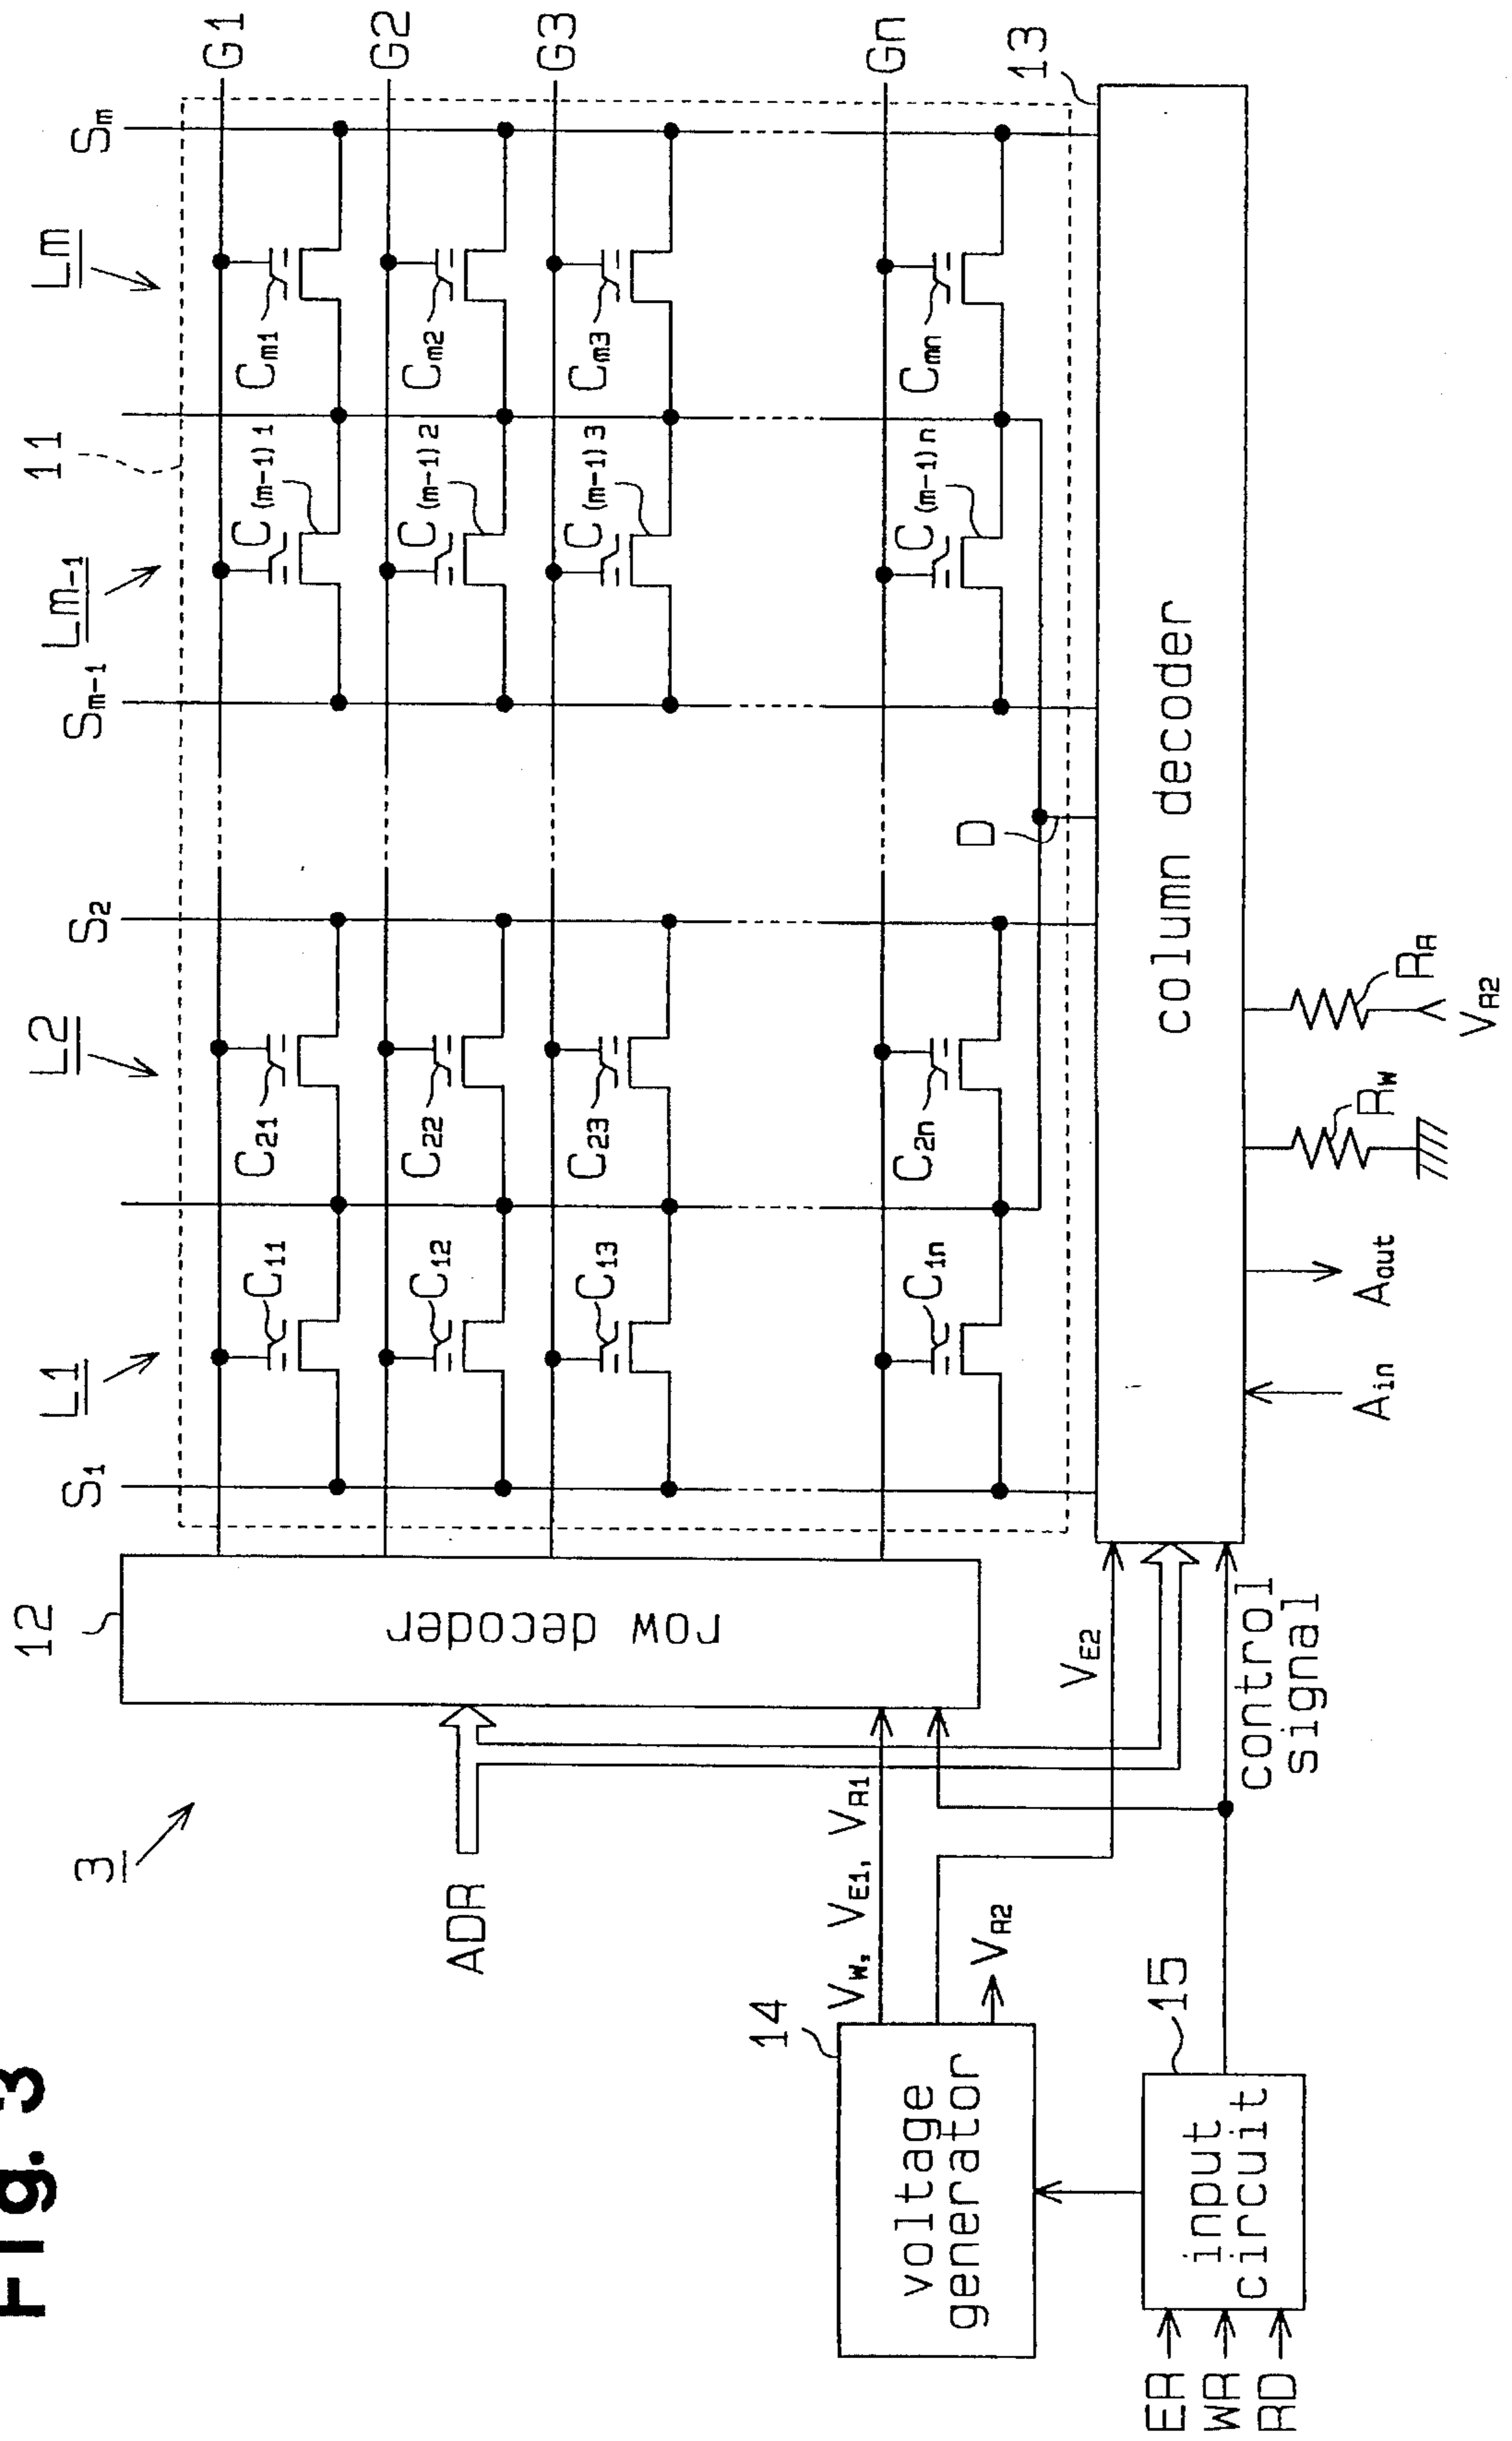 Fig. 3
3
12
11
13
14
15
S1
L1
L2
S2
Sm-1
Lm-1
Lm
Sm
G1
G2
G3
Gn
C11
C21
C(m-1)1
Cm1
C12
C22
C(m-1)2
Cm2
C13
C23
C(m-1)3
Cm3
C1n
C2n
C(m-1)n
Cmn
D
row decoder
column decoder
ADR
VW, VE1, VR1
VE2
VR2
voltage
generator
input
circuit
control
signal
ER
WR
RD
Ain
Aout
RW
RR
VR2